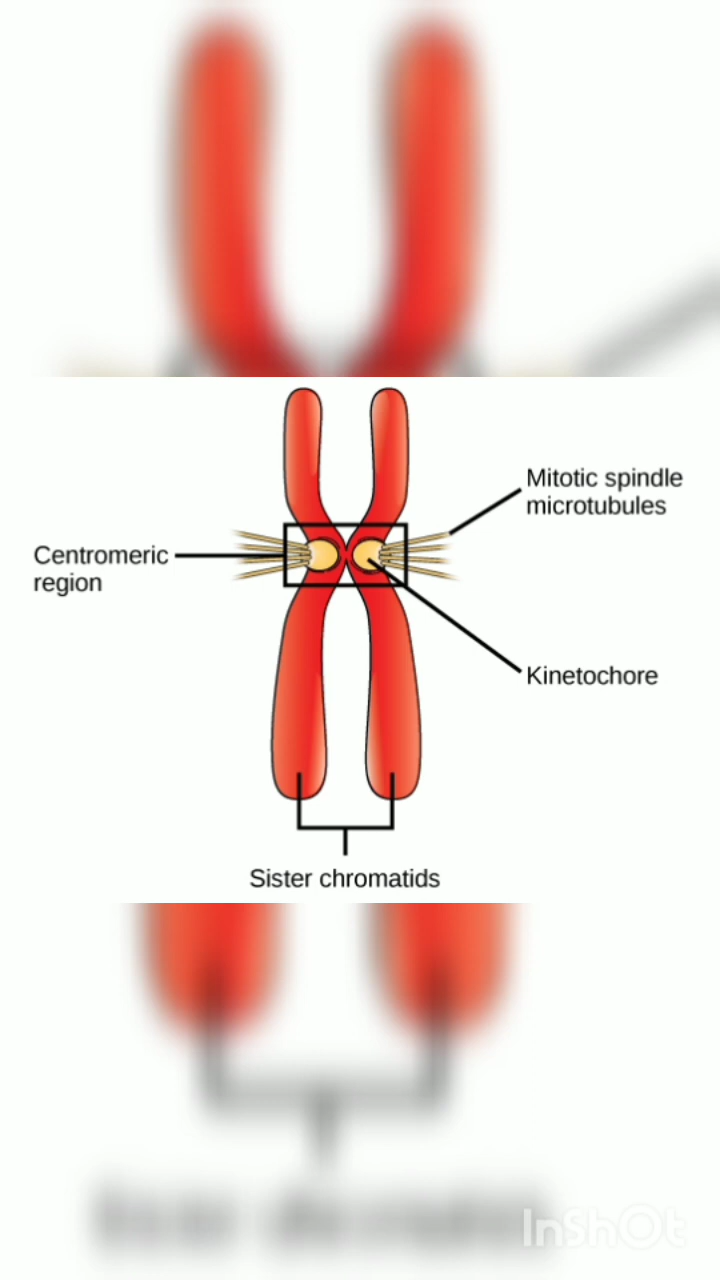 Mitotic spindle
microtubules
Centromeric
region
Kinetochore
Sister chromatids
InShOt